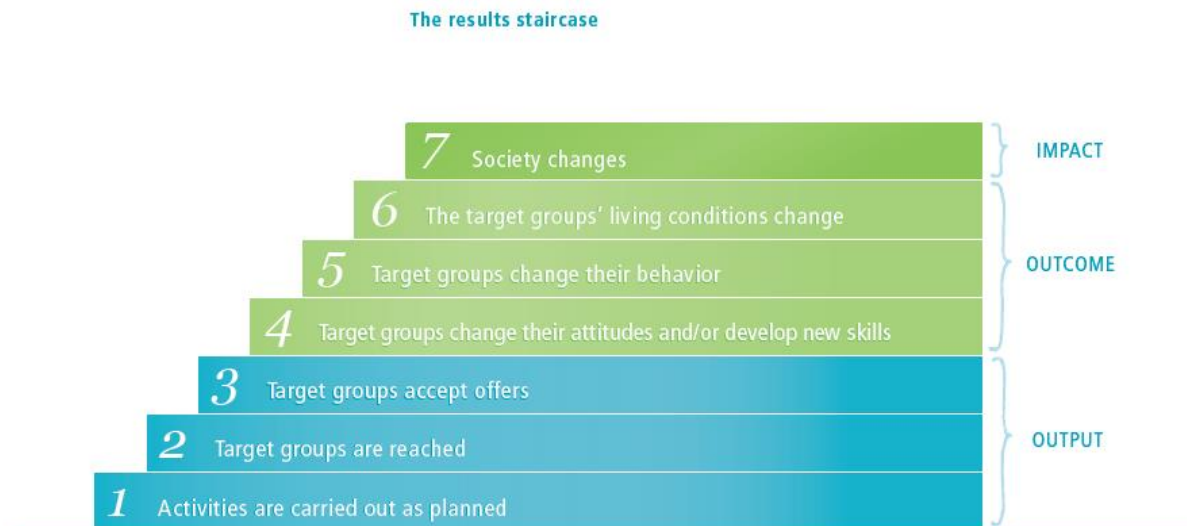 The results staircase
7 Society changes
IMPACT
6 The target groups' living conditions change
5 Target groups change their behavior
OUTCOME
4 Target groups change their attitudes and/or develop new skills
3 Target groups accept offers
2 Target groups are reached
OUTPUT
1 Activities are carried out as planned